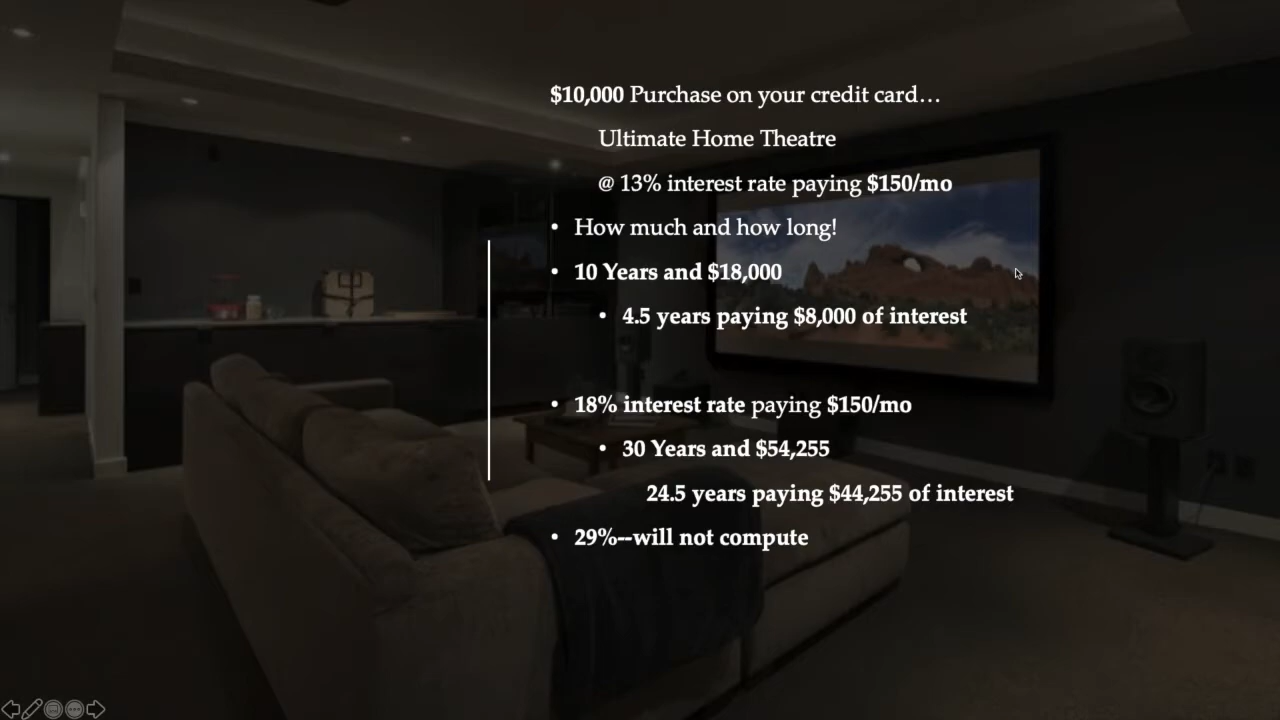 $10,000 Purchase on your credit card…
Ultimate Home Theatre
@ 13% interest rate paying $150/mo
• How much and how long!
• 10 Years and $18,000
• 4.5 years paying $8,000 of interest
• 18% interest rate paying $150/mo
• 30 Years and $54,255
24.5 years paying $44,255 of interest
• 29%--will not compute